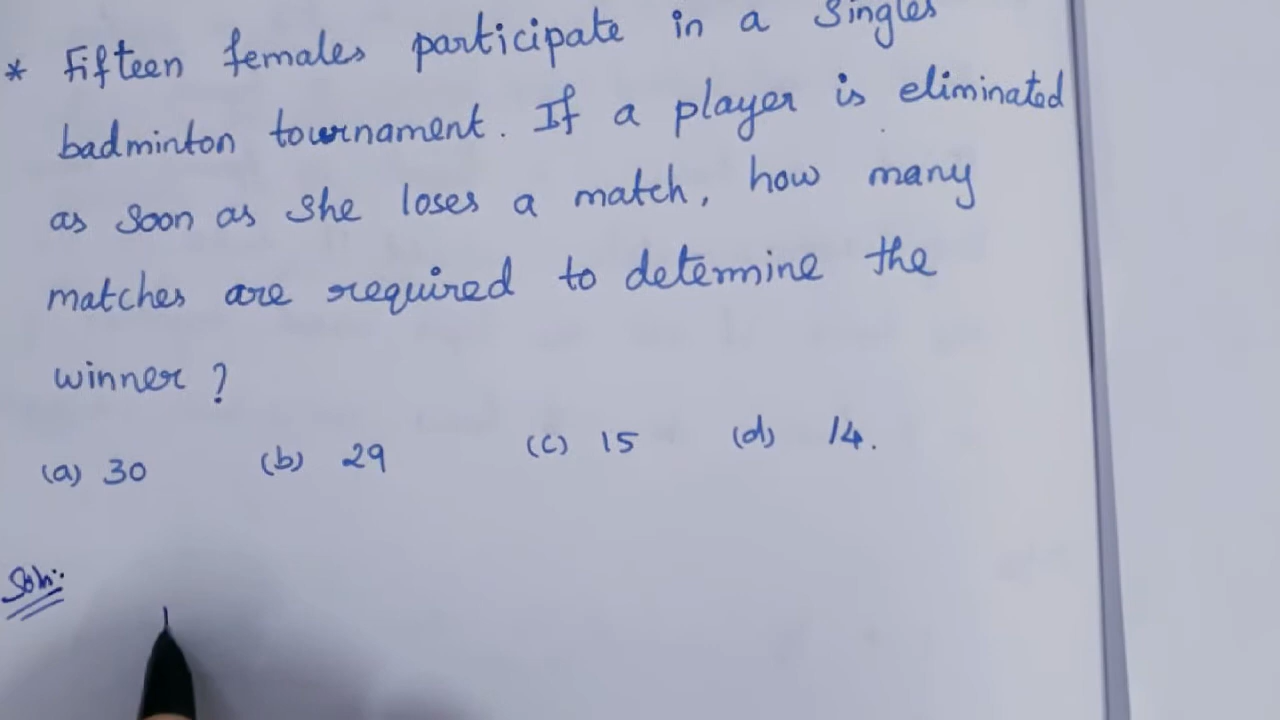 * Fifteen females participate in a Singles
badminton tournament. If a player is eliminated
as soon as she loses a match, how many
matches are required to determine the
winner ?
(a) 30 (b) 29 (c) 15 (d) 14.
Soln: